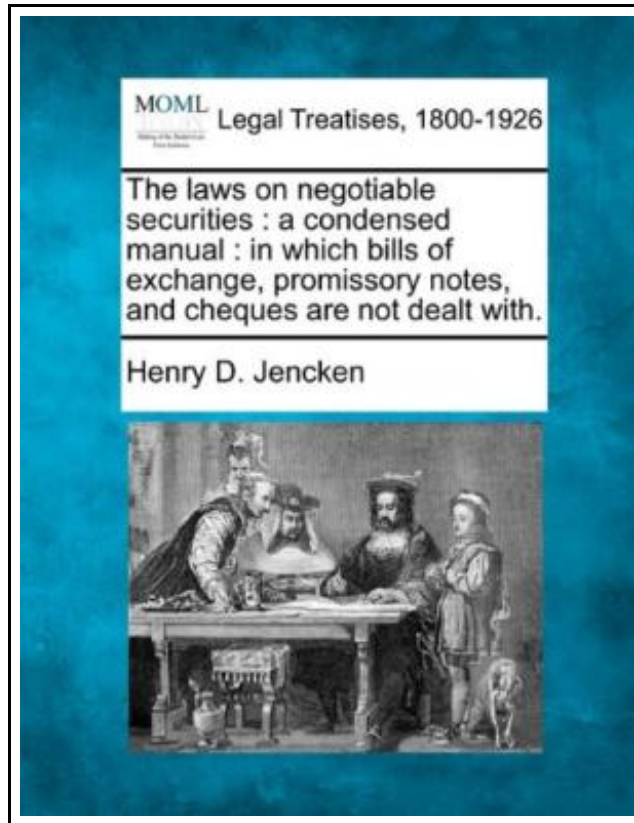 MOML
Legal Treatises, 1800-1926
The laws on negotiable
securities : a condensed
manual : in which bills of
exchange, promissory notes,
and cheques are not dealt with.
Henry D. Jencken